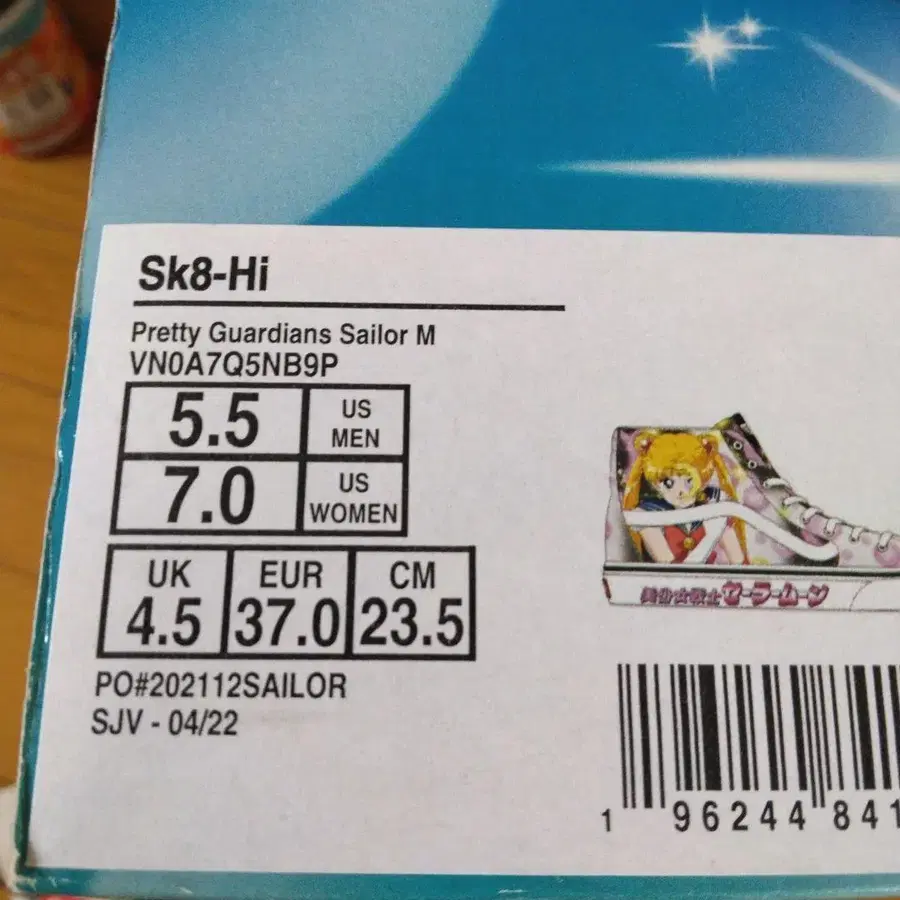 Sk8-Hi
Pretty Guardians Sailor M
VN0A7Q5NB9P
5.5 US MEN
7.0 US WOMEN
UK EUR CM
4.5 37.0 23.5
PO#202112SAILOR
SJV - 04/22
美少女戦士セーラームーン
1 96244 841